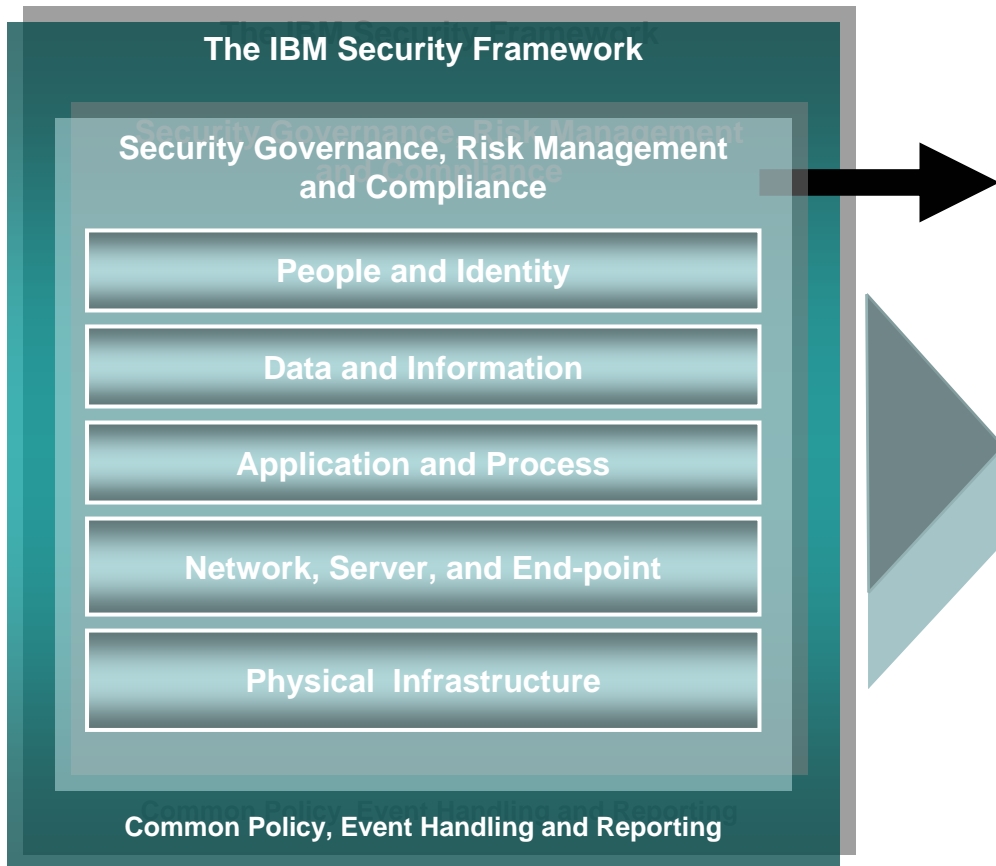 The IBM Security Framework
Security Governance, Risk Management
and Compliance
People and Identity
Data and Information
Application and Process
Network, Server, and End-point
Physical  Infrastructure
Common Policy, Event Handling and Reporting